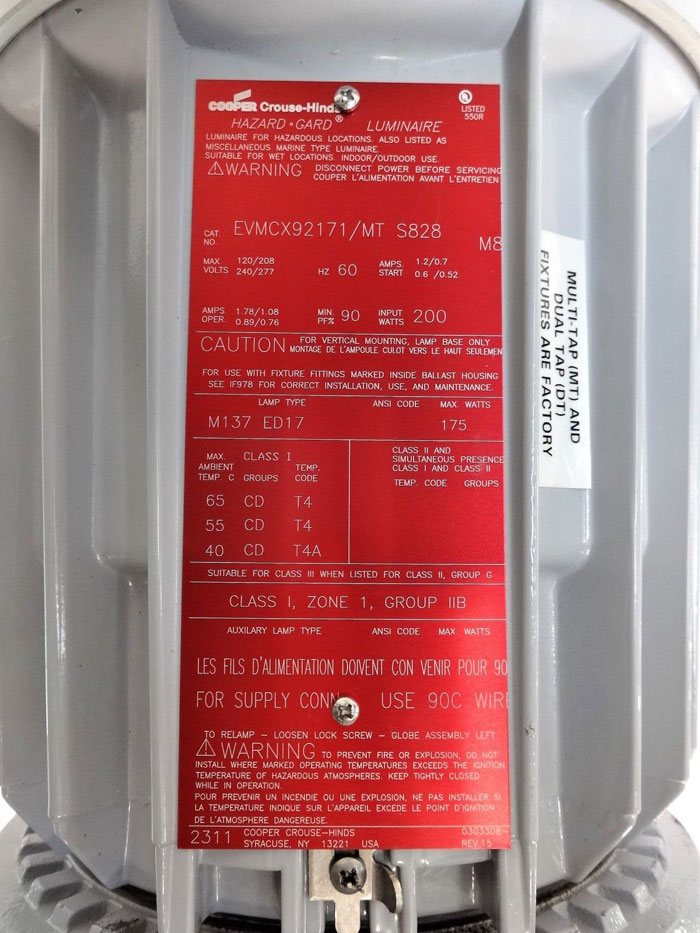 COOPER Crouse-Hinds
LISTED
550R
HAZARD•GARD® LUMINAIRE
LUMINAIRE FOR HAZARDOUS LOCATIONS. ALSO LISTED AS
MISCELLANEOUS MARINE TYPE LUMINAIRE
SUITABLE FOR WET LOCATIONS. INDOOR/OUTDOOR USE.
WARNING DISCONNECT POWER BEFORE SERVICING
COUPER L'ALIMENTATION AVANT L'ENTRETIEN
CAT. NO. EVMCX92171/MT S828 M8
MAX. VOLTS 120/208 240/277 HZ 60 AMPS. START 1.2/0.7 0.6 /0.52
AMPS. OPER. 1.78/1.08 0.89/0.76 MIN. PF% 90 INPUT WATTS 200
CAUTION FOR VERTICAL MOUNTING, LAMP BASE ONLY
MONTAGE DE L'AMPOULE CULOT VERS LE HAUT SEULEMEN
FOR USE WITH FIXTURE FITTINGS MARKED INSIDE BALLAST HOUSING
SEE IF978 FOR CORRECT INSTALLATION, USE, AND MAINTENANCE.
LAMP TYPE ANSI CODE MAX. WATTS
M137 ED17 175
MAX. AMBIENT TEMP. C CLASS I GROUPS TEMP. CODE
65 CD T4
55 CD T4
40 CD T4A
CLASS II AND
SIMULTANEOUS PRESENCE
CLASS I AND CLASS II
TEMP. CODE GROUPS
SUITABLE FOR CLASS III WHEN LISTED FOR CLASS II, GROUP G
CLASS I, ZONE 1, GROUP IIB
AUXILARY LAMP TYPE ANSI CODE MAX. WATTS
LES FILS D'ALIMENTATION DOIVENT CON VENIR POUR 90
FOR SUPPLY CONN USE 90C WIRE
TO RELAMP - LOOSEN LOCK SCREW - GLOBE ASSEMBLY LEFT
WARNING TO PREVENT FIRE OR EXPLOSION, DO NOT
INSTALL WHERE MARKED OPERATING TEMPERATURES EXCEEDS THE IGNITION
TEMPERATURE OF HAZARDOUS ATMOSPHERES. KEEP TIGHTLY CLOSED
WHILE IN OPERATION.
POUR PREVENIR UN INCENDIE OU UNE EXPLOSION, NE PAS INSTALLER SI
LA TEMPERATURE INDIQUE SUR L'APPAREIL EXCEDE LE POINT D'IGNITION
DE L'ATMOSPHERE DANGEREUSE.
2311 COOPER CROUSE-HINDS
SYRACUSE, NY 13221 USA
0303308-
REV. 15
MULTI-TAP (MT) AND
DUAL TAP (DT)
FIXTURES ARE FACTORY